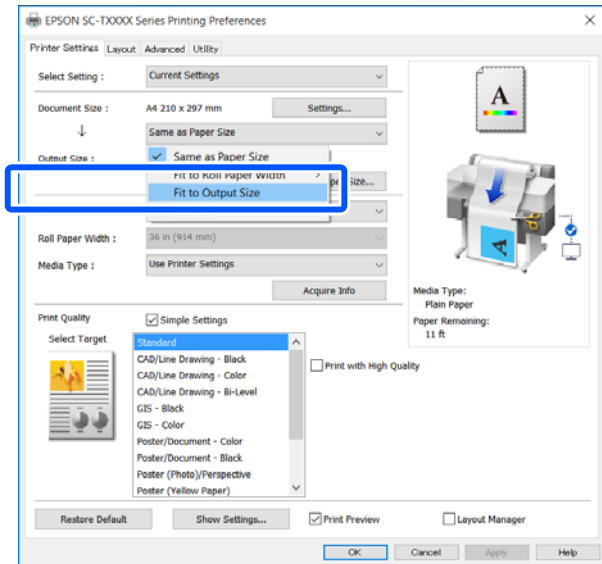 EPSON SC-TXXXX Series Printing Preferences
Printer Settings Layout Advanced Utility
Select Setting : Current Settings
Document Size : A4 210 x 297 mm Settings...
Same as Paper Size
Output Size : Same as Paper Size
Fit to Roll Paper Width
Size...
Fit to Output Size
Roll Paper Width : 36 in (914 mm)
Media Type : Use Printer Settings
Acquire Info
A
A
Media Type:
Plain Paper
Paper Remaining:
11 ft
Print Quality Simple Settings
Select Target
Standard
CAD/Line Drawing - Black
CAD/Line Drawing - Color
CAD/Line Drawing - Bi-Level
GIS - Black
GIS - Color
Poster/Document - Color
Poster/Document - Black
Poster (Photo)/Perspective
Poster (Yellow Paper)
Print with High Quality
Restore Default Show Settings... Print Preview Layout Manager
OK Cancel Apply Help